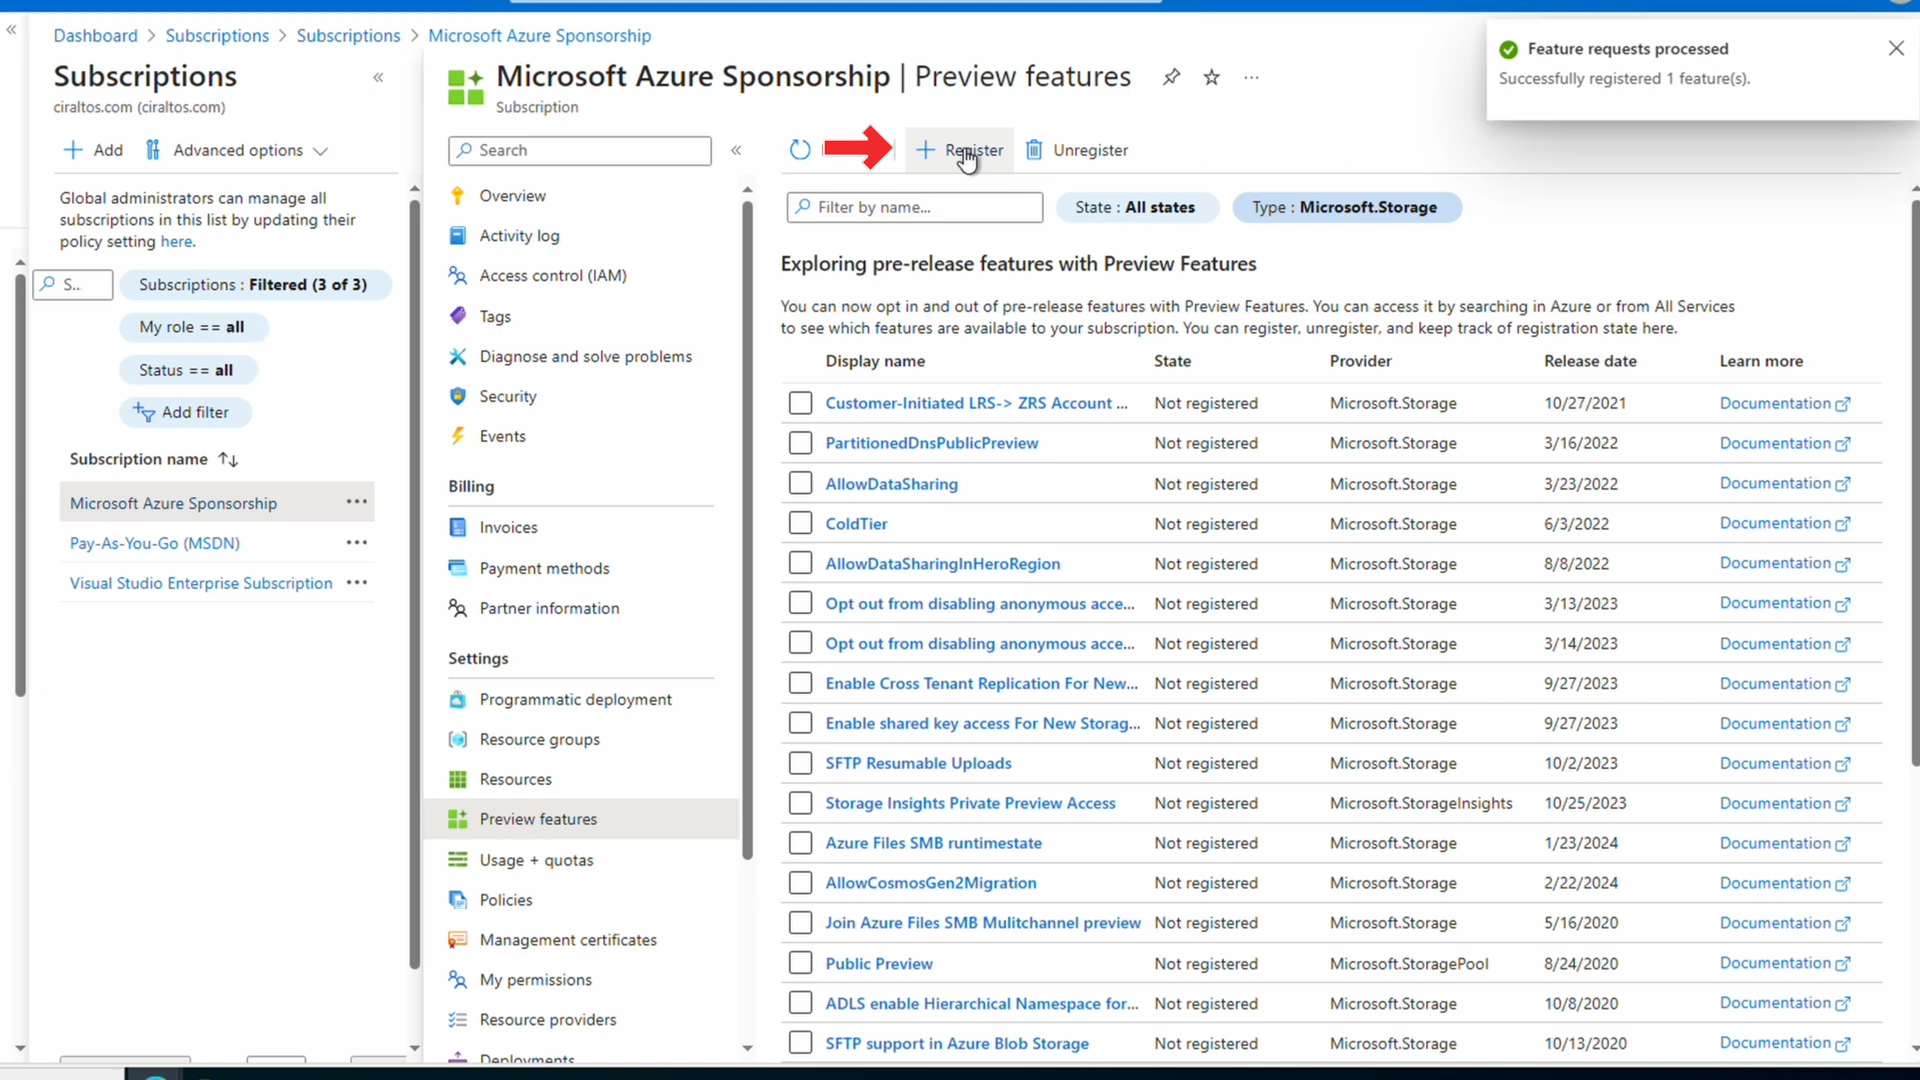 Dashboard > Subscriptions > Subscriptions > Microsoft Azure Sponsorship
Subscriptions
ciraltos.com (ciraltos.com)
Add
Advanced options
Global administrators can manage all
subscriptions in this list by updating their
policy setting here.
S...
Subscriptions : Filtered (3 of 3)
My role == all
Status == all
Add filter
Subscription name
Microsoft Azure Sponsorship
Pay-As-You-Go (MSDN)
Visual Studio Enterprise Subscription
Microsoft Azure Sponsorship | Preview features
Subscription
Search
Overview
Activity log
Access control (IAM)
Tags
Diagnose and solve problems
Security
Events
Billing
Invoices
Payment methods
Partner information
Settings
Programmatic deployment
Resource groups
Resources
Preview features
Usage + quotas
Policies
Management certificates
My permissions
Resource providers
Deployments
Register
Unregister
Filter by name...
State : All states
Type : Microsoft.Storage
Exploring pre-release features with Preview Features
You can now opt in and out of pre-release features with Preview Features. You can access it by searching in Azure or from All Services
to see which features are available to your subscription. You can register, unregister, and keep track of registration state here.
Display name State Provider Release date Learn more
Customer-Initiated LRS-> ZRS Account ... Not registered Microsoft.Storage 10/27/2021 Documentation
PartitionedDnsPublicPreview Not registered Microsoft.Storage 3/16/2022 Documentation
AllowDataSharing Not registered Microsoft.Storage 3/23/2022 Documentation
ColdTier Not registered Microsoft.Storage 6/3/2022 Documentation
AllowDataSharingInHeroRegion Not registered Microsoft.Storage 8/8/2022 Documentation
Opt out from disabling anonymous acce... Not registered Microsoft.Storage 3/13/2023 Documentation
Opt out from disabling anonymous acce... Not registered Microsoft.Storage 3/14/2023 Documentation
Enable Cross Tenant Replication For New... Not registered Microsoft.Storage 9/27/2023 Documentation
Enable shared key access For New Storag... Not registered Microsoft.Storage 9/27/2023 Documentation
SFTP Resumable Uploads Not registered Microsoft.Storage 10/2/2023 Documentation
Storage Insights Private Preview Access Not registered Microsoft.StorageInsights 10/25/2023 Documentation
Azure Files SMB runtimestate Not registered Microsoft.Storage 1/23/2024 Documentation
AllowCosmosGen2Migration Not registered Microsoft.Storage 2/22/2024 Documentation
Join Azure Files SMB Mulitchannel preview Not registered Microsoft.Storage 5/16/2020 Documentation
Public Preview Not registered Microsoft.StoragePool 8/24/2020 Documentation
ADLS enable Hierarchical Namespace for... Not registered Microsoft.Storage 10/8/2020 Documentation
SFTP support in Azure Blob Storage Not registered Microsoft.Storage 10/13/2020 Documentation
Feature requests processed
Successfully registered 1 feature(s).